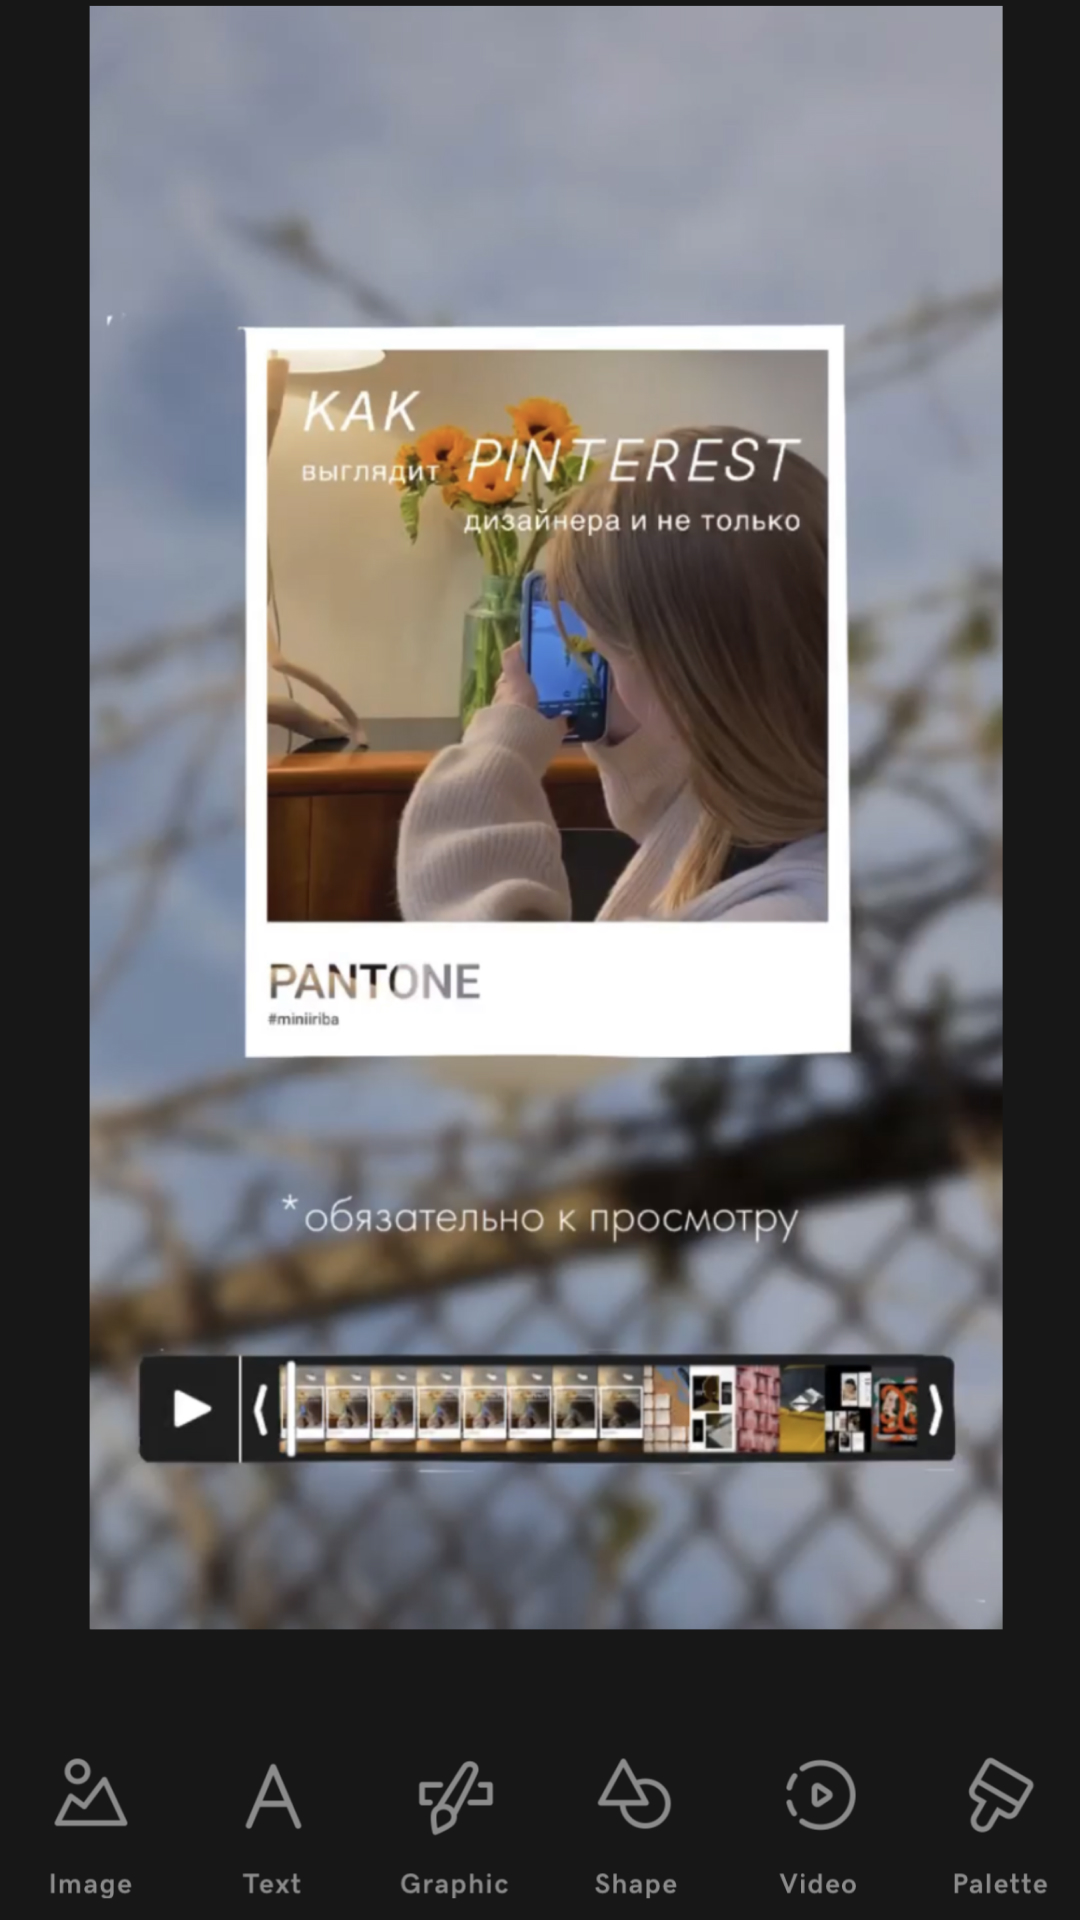 КАК
выглядит PINTEREST
дизайнера и не только
PANTONE
#miniiriba
*обязательно к просмотру
Image Text Graphic Shape Video Palette